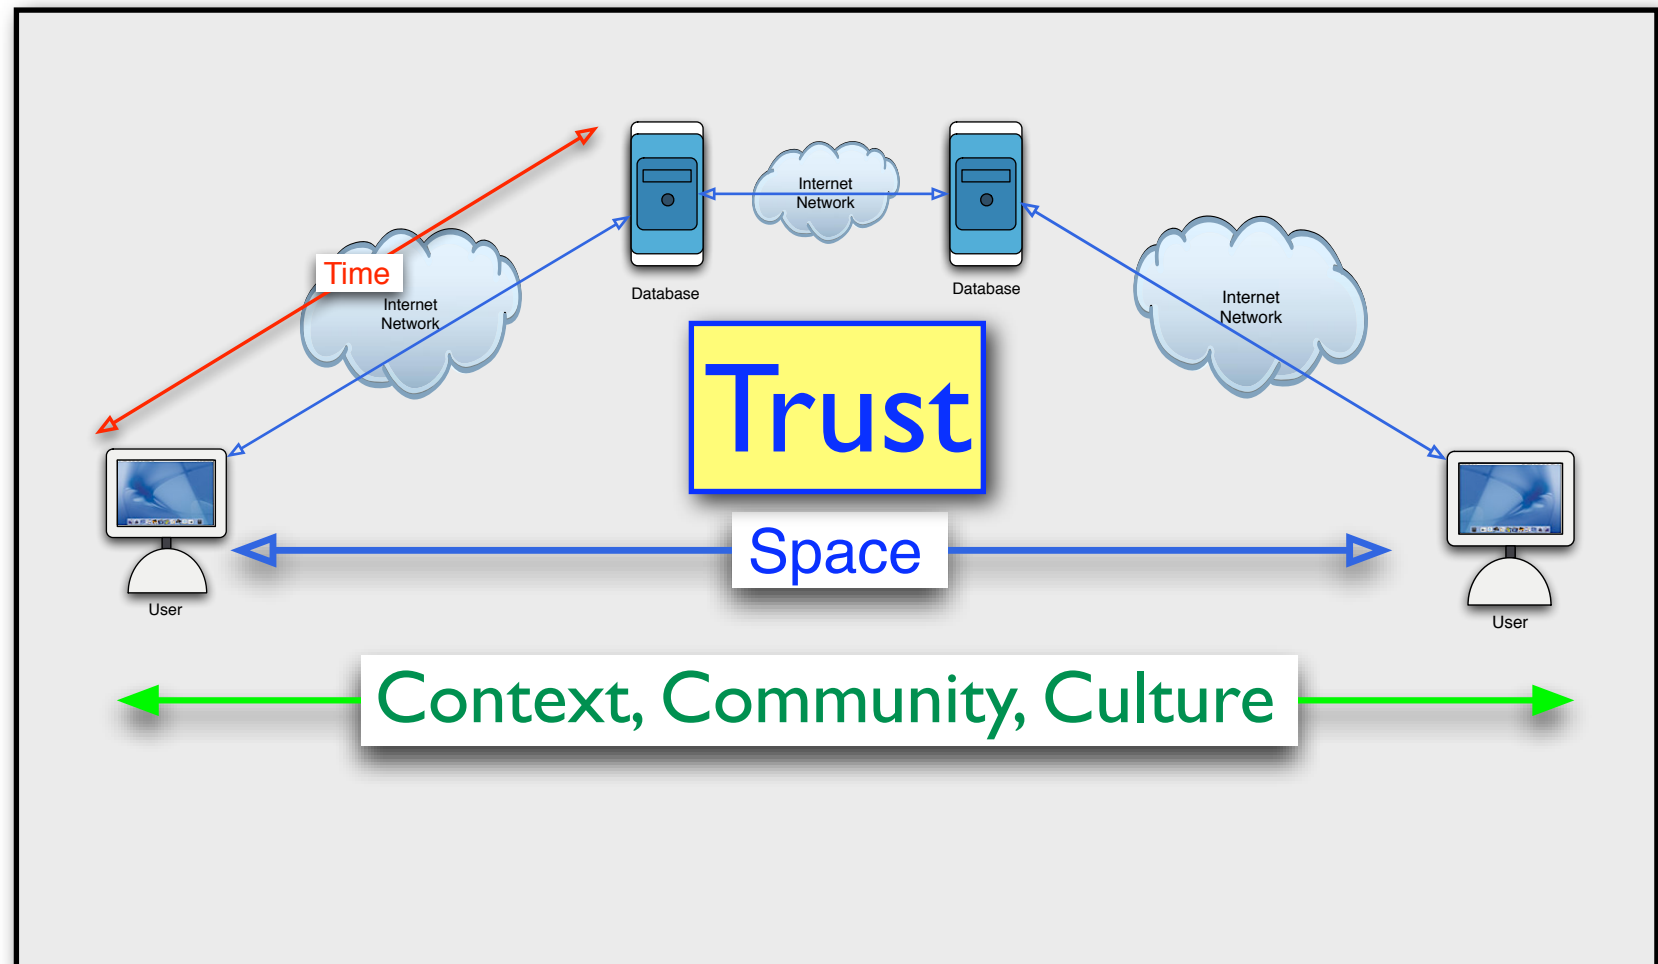 Internet
Network
Time
Internet
Network
Database
Database
Internet
Network
Trust
Space
User
User
Context, Community, Culture